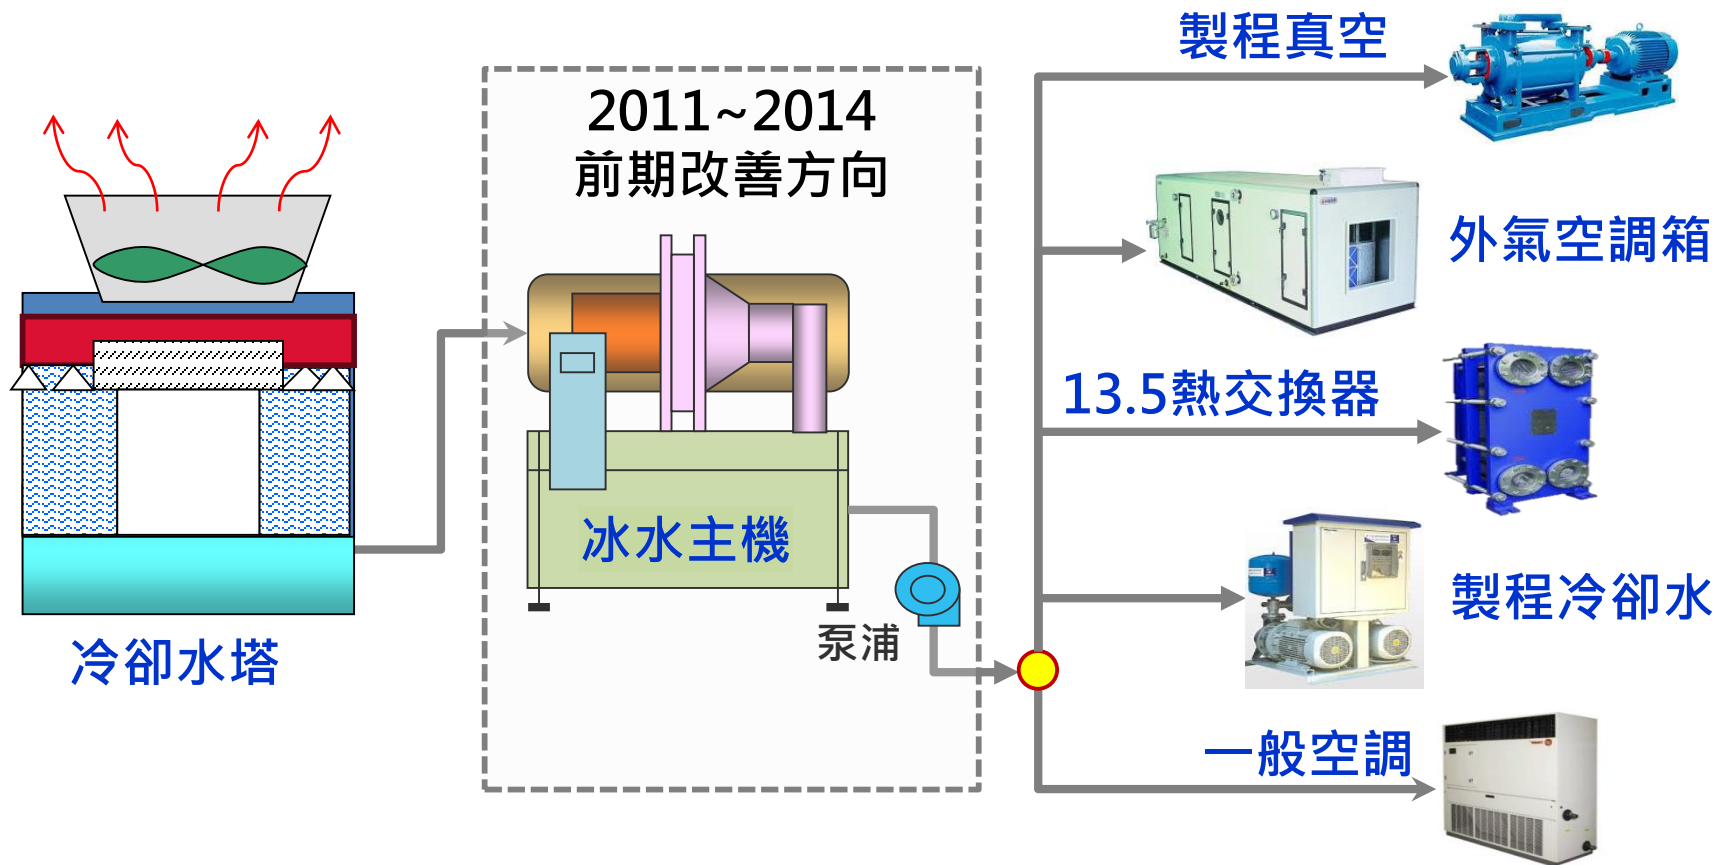 製程真空
2011~2014
前期改善方向
外氣空調箱
13.5熱交換器
冰水主機
製程冷卻水
泵浦
冷卻水塔
一般空調